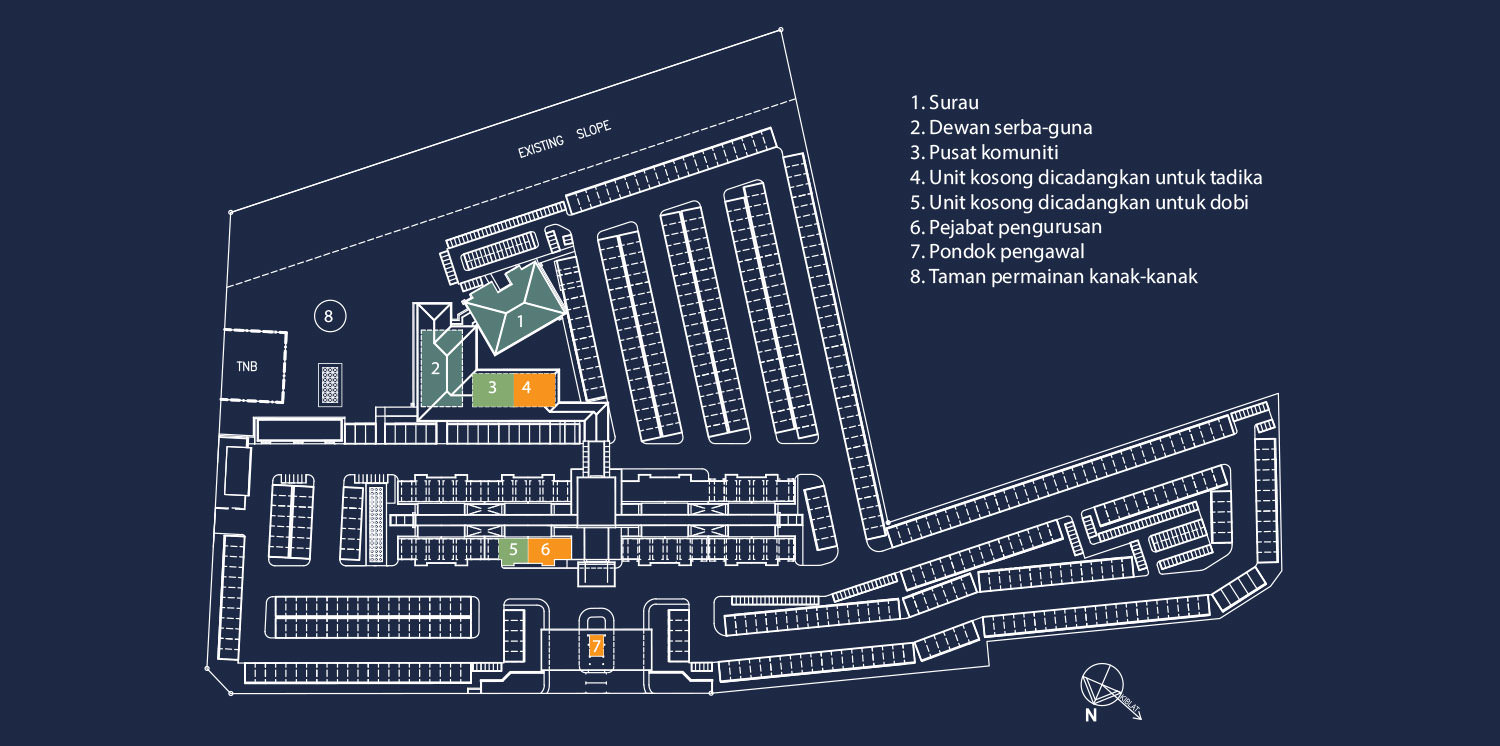 EXISTING SLOPE
1. Surau
2. Dewan serba-guna
3. Pusat komuniti
4. Unit kosong dicadangkan untuk tadika
5. Unit kosong dicadangkan untuk dobi
6. Pejabat pengurusan
7. Pondok pengawal
8. Taman permainan kanak-kanak
8
1
TNB
2
3
4
5
6
7
KIBLAT
N